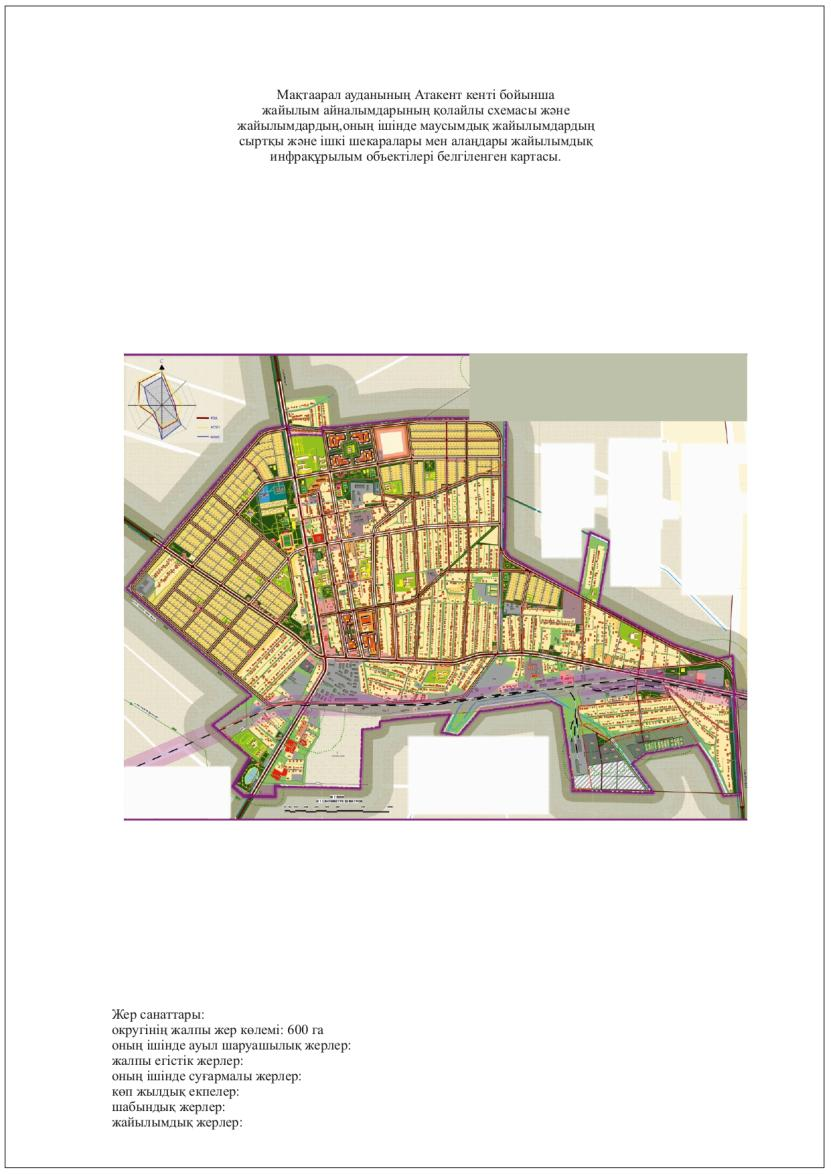 Мақтаарал ауданының Атакент кенті бойынша
жайылым айналымдарының қолайлы схемасы және
жайылымдардың,оның ішінде маусымдық жайылымдардың
сыртқы және ішкі шекаралары мен алаңдары жайылымдық
инфрақұрылым объектілері белгіленген картасы.
С
Жер санаттары:
округінің жалпы жер көлемі: 600 га
оның ішінде ауыл шаруашылық жерлер:
жалпы егістік жерлер:
оның ішінде суғармалы жерлер:
көп жылдық екпелер:
шабындық жерлер:
жайылымдық жерлер: